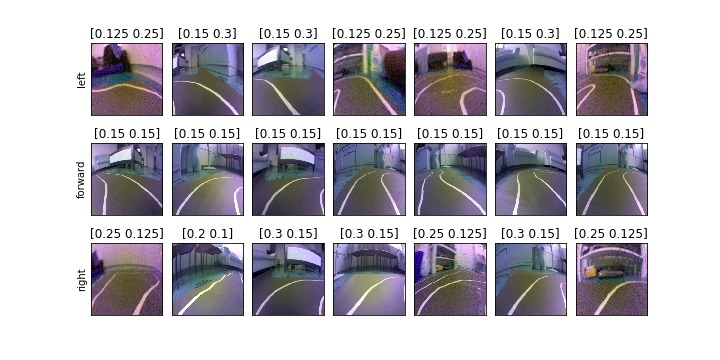 [0.125 0.25] [0.15 0.3] [0.15 0.3] [0.125 0.25] [0.125 0.25] [0.15 0.3] [0.125 0.25]
left
[0.15 0.15] [0.15 0.15] [0.15 0.15] [0.15 0.15] [0.15 0.15] [0.15 0.15] [0.15 0.15]
forward
[0.25 0.125] [0.2 0.1] [0.3 0.15] [0.3 0.15] [0.25 0.125] [0.3 0.15] [0.25 0.125]
right